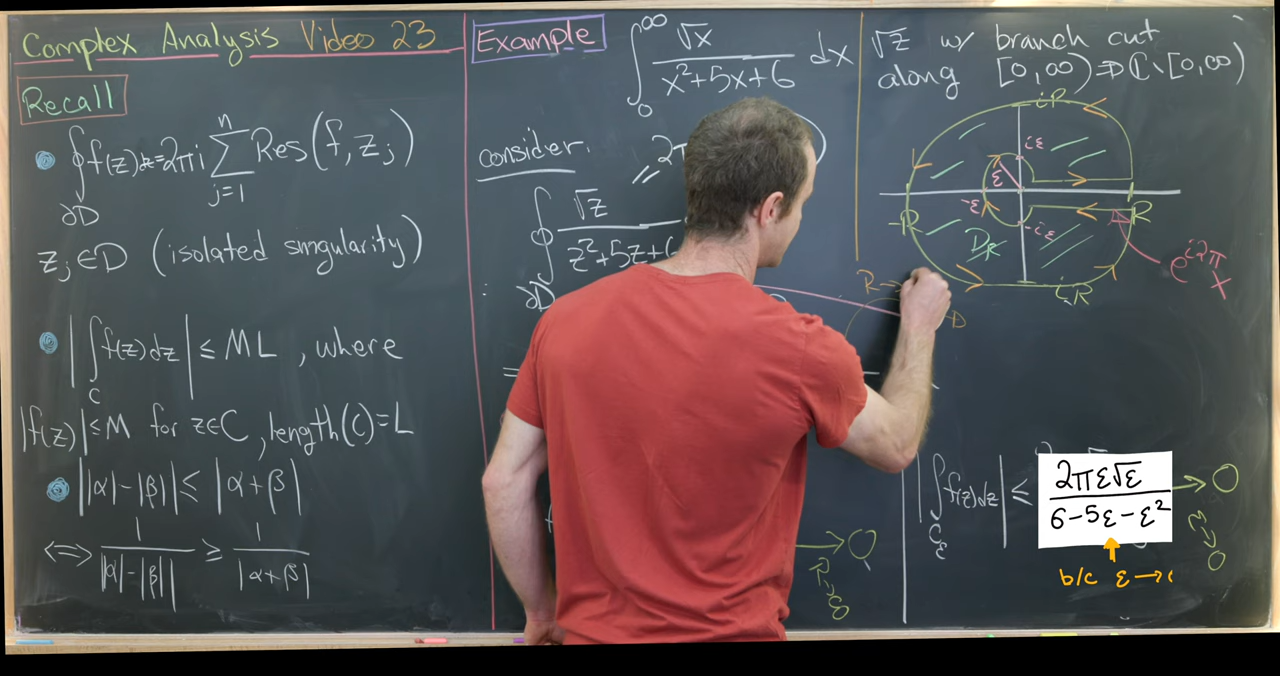 Complex Analysis Video 23
Recall
∮_{∂D} f(z)dz = 2πi ∑_{j=1}^{n} Res(f, z_j)
z_j ∈ D (isolated singularity)
|∫_C f(z)dz| ≤ ML, where
|f(z)| ≤ M for z∈C, length(C)=L
||α|-|β|| ≤ |α+β|
⟺ 1/||α|-|β|| ≥ 1/|α+β|
Example
∫_0^∞ √x/(x²+5x+6) dx
consider.
∮_{∂D} √z/(z²+5z+6
=
√z w/ branch cut
along [0,∞) ⇒ ℂ\[0,∞)
iR
iε
ε
-ε
-R
R
-iε
-iR
e^{i2π} x
R→
|∫_{C_ε} f(z)dz| ≤ 2πε√ε/(6-5ε-ε²) → 0
b/c ε→
→ 0